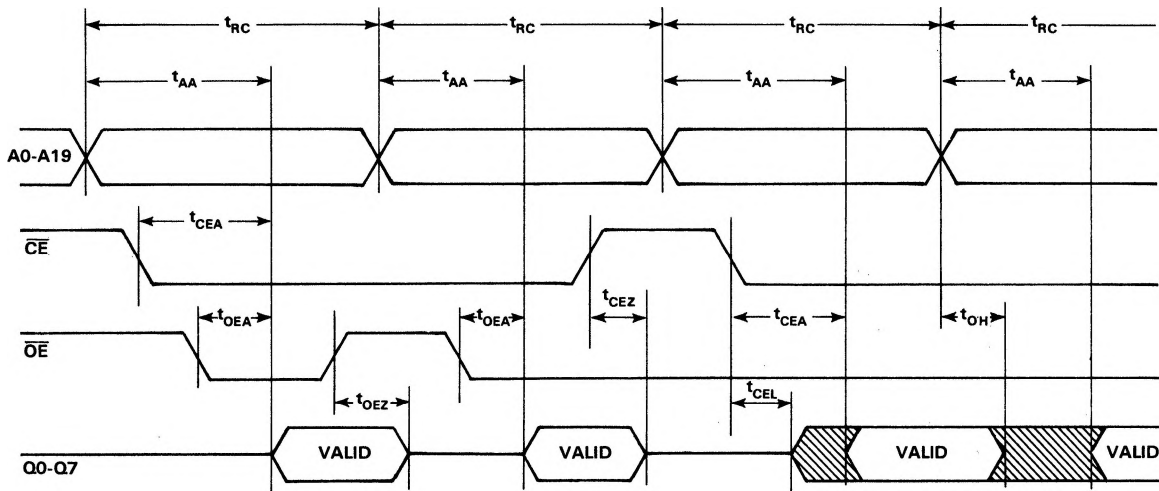 tRC tRC tRC tRC
tAA tAA tAA tAA
A0-A19
tCEA
CE
tCEZ
tOEA tOEA tCEA tOH
OE
tCEL
tOEZ
VALID VALID VALID VALID
Q0-Q7